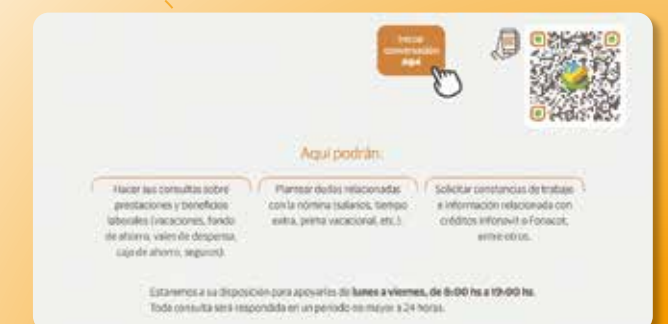 Iniciar
conversación
Aquí
Aquí podrán:
Hacer sus consultas sobre
prestaciones y beneficios
laborales (vacaciones, fondo
de ahorro, vales de despensa,
caja de ahorro, seguros).
Plantear dudas relacionadas
con la nómina (salarios, tiempo
extra, prima vacacional, etc.).
Solicitar constancias de trabajo
e información relacionada con
créditos Infonavit o Fonacot,
entre otros.
Estaremos a su disposición para apoyarles de lunes a viernes, de 8:00 hs a 19:00 hs.
Toda consulta será respondida en un periodo no mayor a 24 horas.